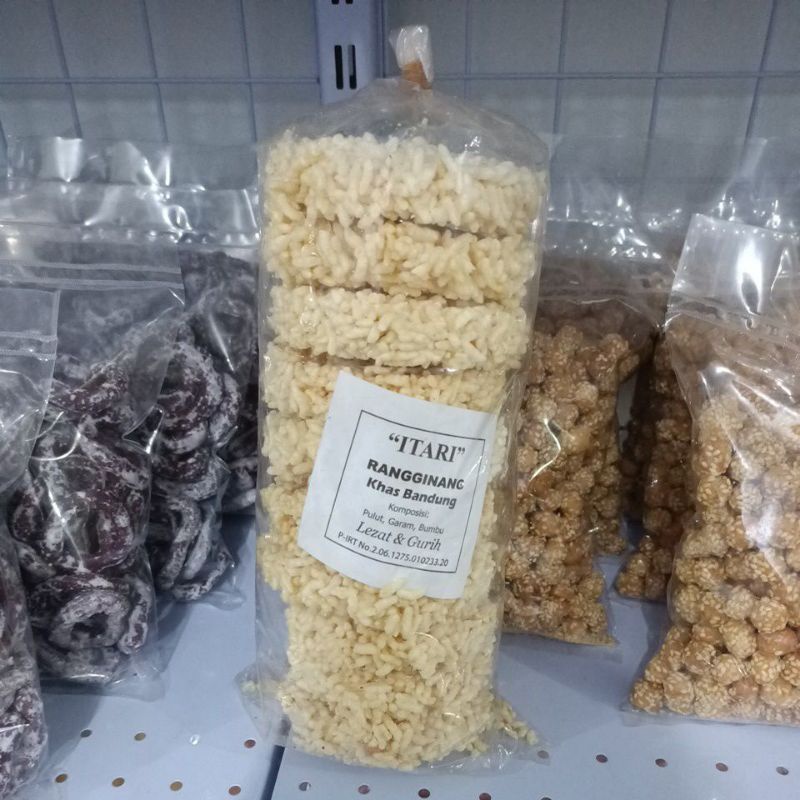 "ITARI"
RANGGINANG
Khas Bandung
Komposisi:
Pulut, Garam, Bumbu
Lezat & Gurih
P-IRT No.2.06.1275.010233.20